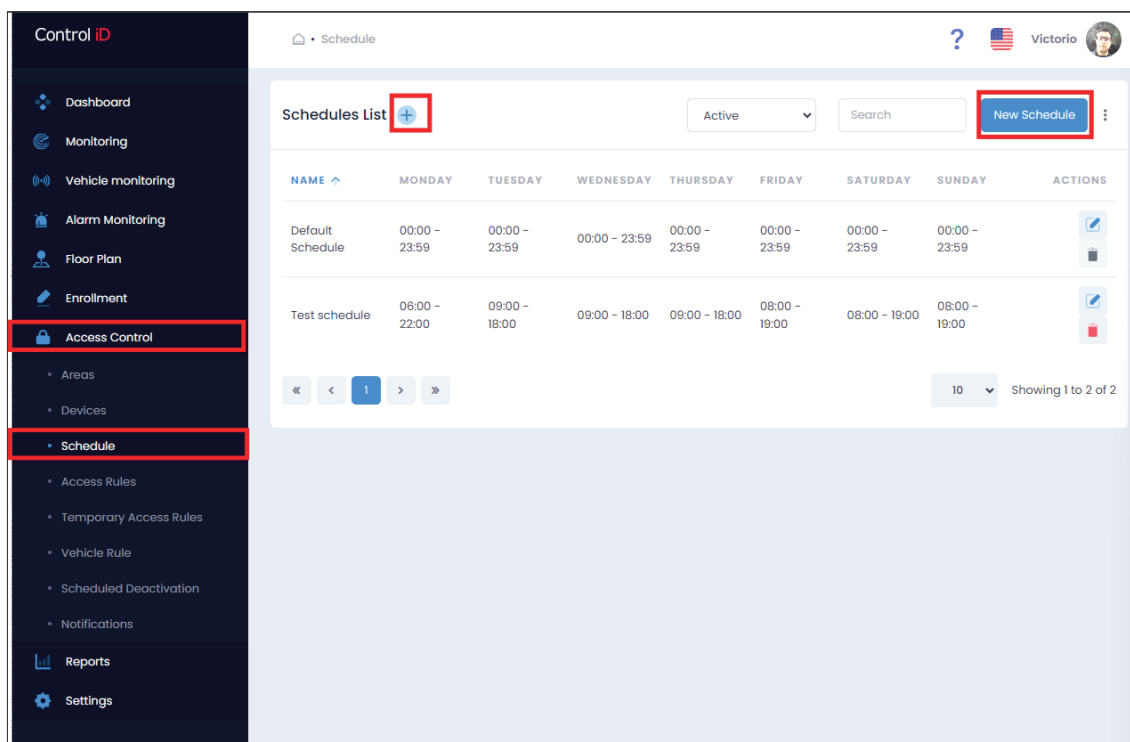 Control iD
• Schedule
?
Victorio
Dashboard
Monitoring
Vehicle monitoring
Alarm Monitoring
Floor Plan
Enrollment
Access Control
• Areas
• Devices
• Schedule
• Access Rules
• Temporary Access Rules
• Vehicle Rule
• Scheduled Deactivation
• Notifications
Reports
Settings
Schedules List +
Active
Search
New Schedule
NAME ↑ MONDAY TUESDAY WEDNESDAY THURSDAY FRIDAY SATURDAY SUNDAY ACTIONS
Default Schedule 00:00 - 23:59 00:00 - 23:59 00:00 - 23:59 00:00 - 23:59 00:00 - 23:59 00:00 - 23:59 00:00 - 23:59
Test schedule 06:00 - 22:00 09:00 - 18:00 09:00 - 18:00 09:00 - 18:00 08:00 - 19:00 08:00 - 19:00 08:00 - 19:00
« < 1 > »
10
Showing 1 to 2 of 2